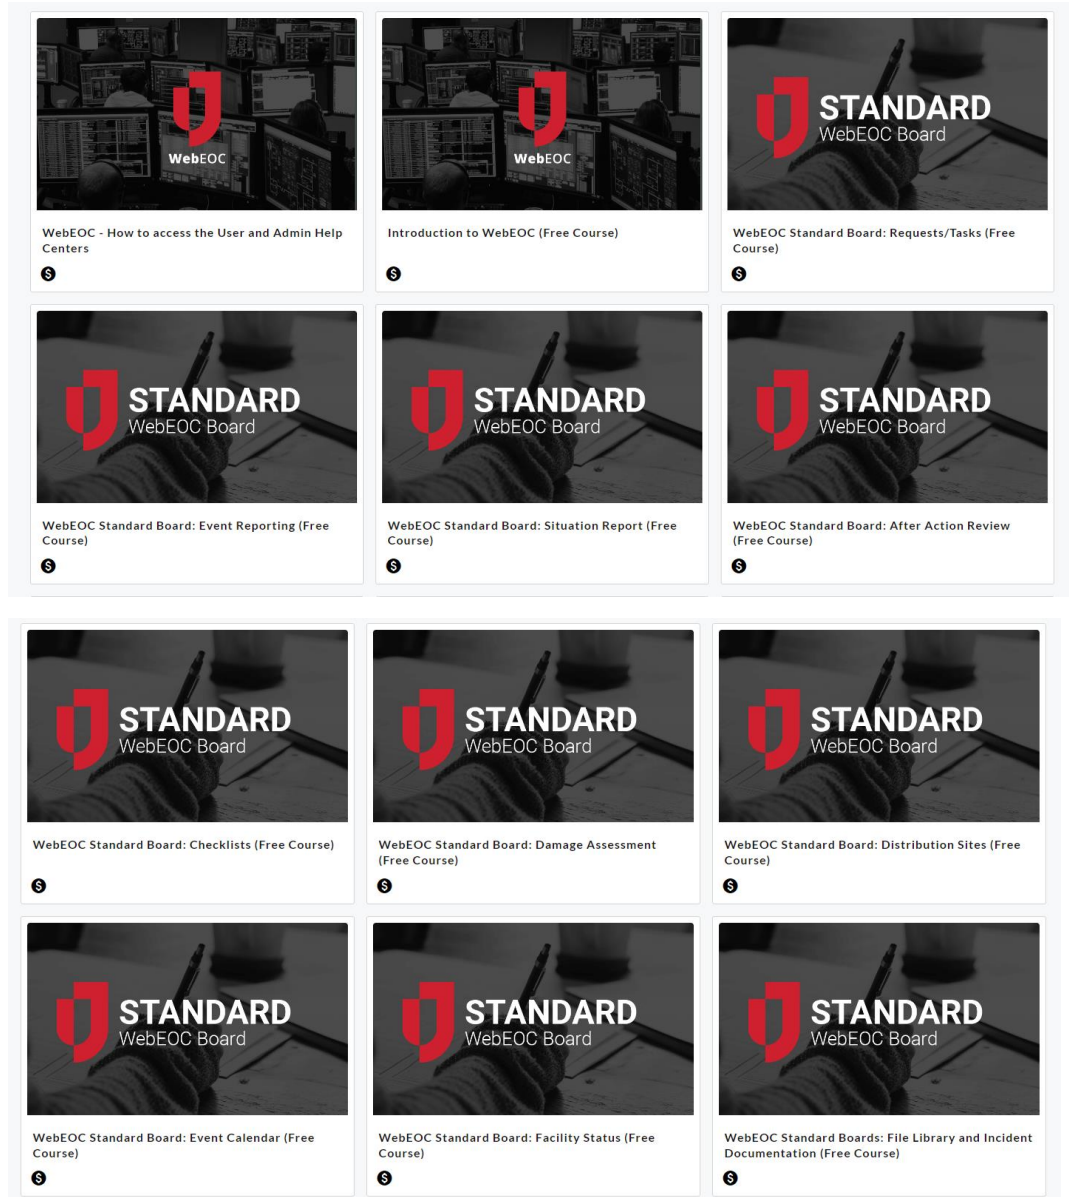 WebEOC
WebEOC
STANDARD
WebEOC Board
WebEOC - How to access the User and Admin Help
Centers
Introduction to WebEOC (Free Course)
WebEOC Standard Board: Requests/Tasks (Free
Course)
$
$
$
STANDARD
WebEOC Board
STANDARD
WebEOC Board
STANDARD
WebEOC Board
WebEOC Standard Board: Event Reporting (Free
Course)
WebEOC Standard Board: Situation Report (Free
Course)
WebEOC Standard Board: After Action Review
(Free Course)
$
$
$
STANDARD
WebEOC Board
STANDARD
WebEOC Board
STANDARD
WebEOC Board
WebEOC Standard Board: Checklists (Free Course)
WebEOC Standard Board: Damage Assessment
(Free Course)
WebEOC Standard Board: Distribution Sites (Free
Course)
$
$
$
STANDARD
WebEOC Board
STANDARD
WebEOC Board
STANDARD
WebEOC Board
WebEOC Standard Board: Event Calendar (Free
Course)
WebEOC Standard Board: Facility Status (Free
Course)
WebEOC Standard Boards: File Library and Incident
Documentation (Free Course)
$
$
$